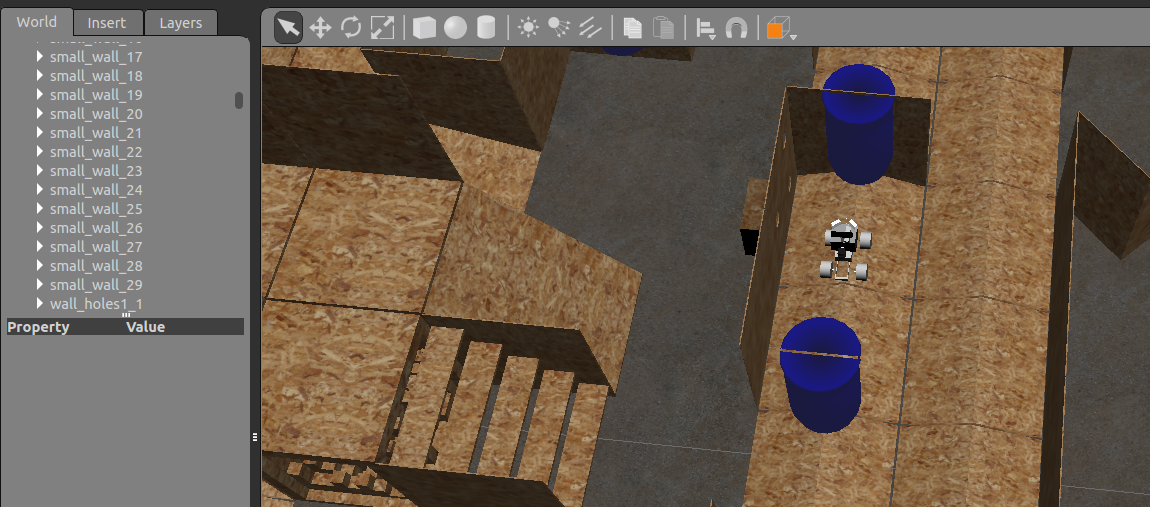 World Insert Layers
small_wall_16
small_wall_17
small_wall_18
small_wall_19
small_wall_20
small_wall_21
small_wall_22
small_wall_23
small_wall_24
small_wall_25
small_wall_26
small_wall_27
small_wall_28
small_wall_29
wall_holes1_1
Property Value